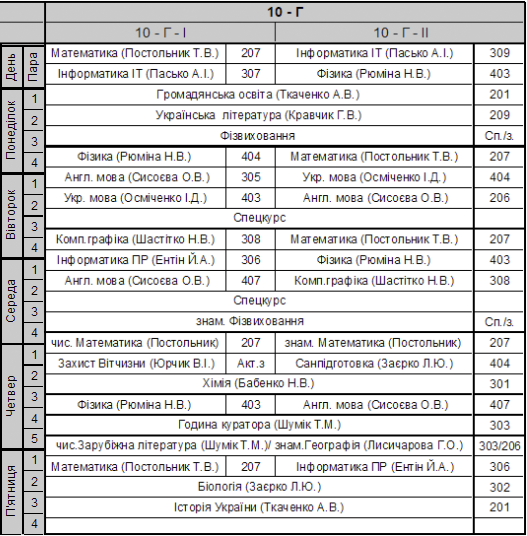 10 - Г
10 - Г - І 10 - Г - ІІ
День Пара Математика (Постольник Т.В.) 207 Інформатика ІТ (Пасько А.І.) 309
Інформатика ІТ (Пасько А.І.) 307 Фізика (Рюміна Н.В.) 403
Понеділок 1 Громадянська освіта (Ткаченко А.В.) 201
2 Українська література (Кравчик Г.В.) 209
3 Фізвиховання Сп./з.
4 Фізика (Рюміна Н.В.) 404 Математика (Постольник Т.В.) 207
Вівторок 1 Англ. мова (Сисоєва О.В.) 305 Укр. мова (Осміченко І.Д.) 404
2 Укр. мова (Осміченко І.Д.) 403 Англ. мова (Сисоєва О.В.) 206
3 Спецкурс
4 Комп.графіка (Шастітко Н.В.) 308 Математика (Постольник Т.В.) 207
Середа 1 Інформатика ПР (Ентін Й.А.) 306 Фізика (Рюміна Н.В.) 403
2 Англ. мова (Сисоєва О.В.) 407 Комп.графіка (Шастітко Н.В.) 308
3 Спецкурс
4 знам. Фізвиховання Сп./з.
Четвер 1 чис. Математика (Постольник) 207 знам. Математика (Постольник) 207
2 Захист Вітчизни (Юрчик В.І.) Акт.з Санпідготовка (Заєрко Л.Ю.) 404
3 Хімія (Бабенко Н.В.) 301
4 Фізика (Рюміна Н.В.) 403 Англ. мова (Сисоєва О.В.) 407
5 Година куратора (Шумік Т.М.) 303
чис.Зарубіжна література (Шумік Т.М.)/ знам.Географія (Лисичарова Г.О.) 303/206
П'ятниця 1 Математика (Постольник Т.В.) 207 Інформатика ПР (Ентін Й.А.) 306
2 Біологія (Заєрко Л.Ю.) 302
3 Історія України (Ткаченко А.В.) 201
4